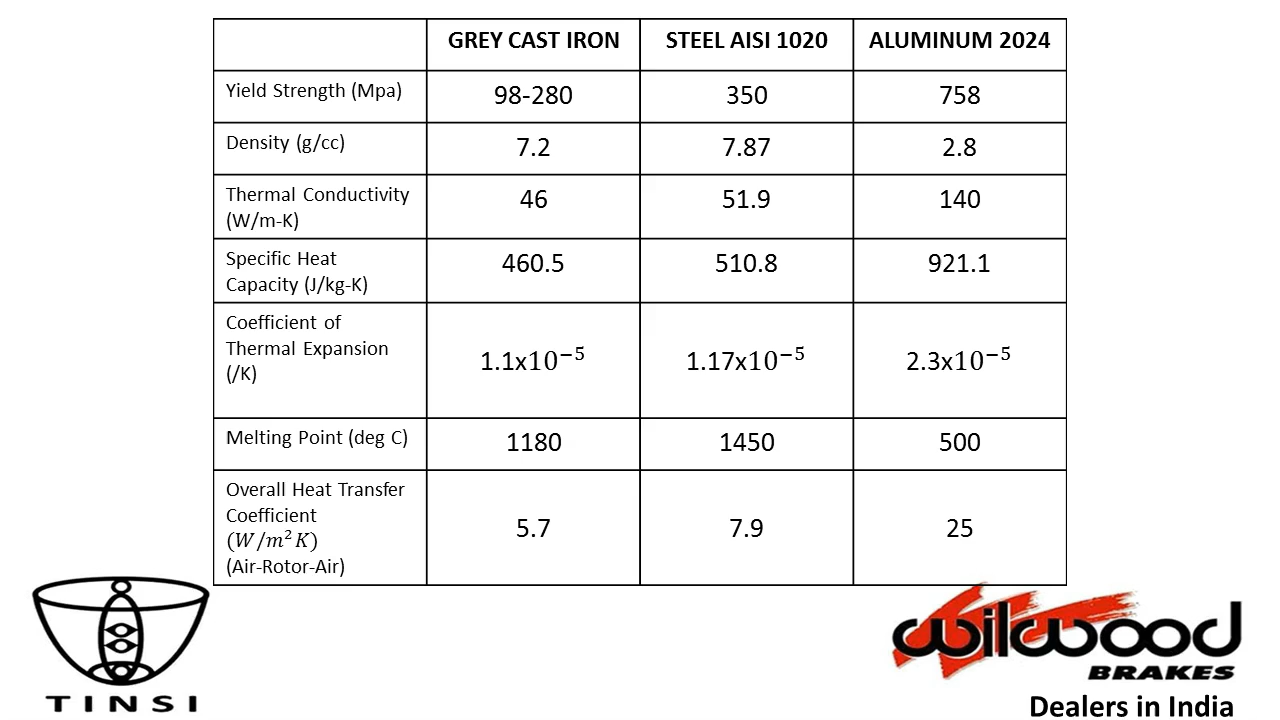 GREY CAST IRON STEEL AISI 1020 ALUMINUM 2024
Yield Strength (Mpa) 98-280 350 758
Density (g/cc) 7.2 7.87 2.8
Thermal Conductivity
(W/m-K) 46 51.9 140
Specific Heat
Capacity (J/kg-K) 460.5 510.8 921.1
Coefficient of
Thermal Expansion
(/K) 1.1x10⁻⁵ 1.17x10⁻⁵ 2.3x10⁻⁵
Melting Point (deg C) 1180 1450 500
Overall Heat Transfer
Coefficient
(W/m²K)
(Air-Rotor-Air) 5.7 7.9 25
TINSI
wilwood
BRAKES
Dealers in India